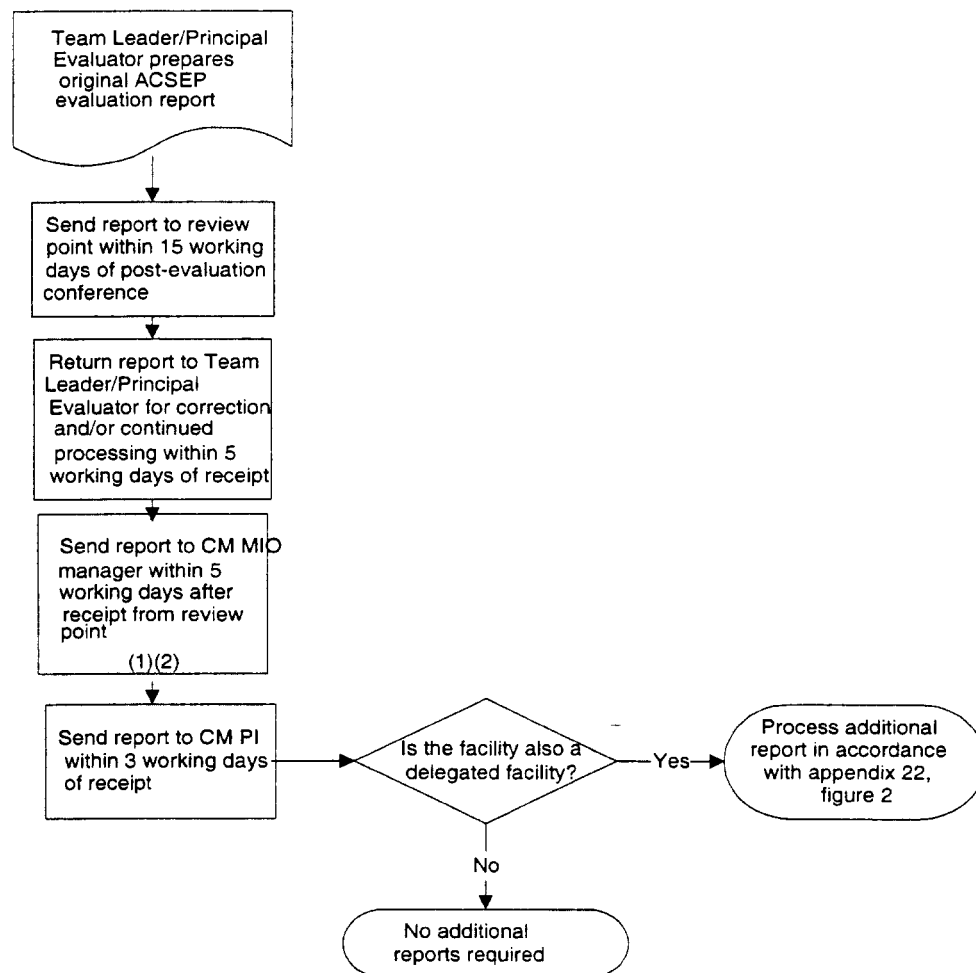 Team Leader/Principal
Evaluator prepares
original ACSEP
evaluation report
Send report to review
point within 15 working
days of post-evaluation
conference
Return report to Team
Leader/Principal
Evaluator for correction
and/or continued
processing within 5
working days of receipt
Send report to CM MIO
manager within 5
working days after
receipt from review
point
(1)(2)
Send report to CM PI
within 3 working days
of receipt
Is the facility also a
delegated facility?
Yes
Process additional
report in accordance
with appendix 22,
figure 2
No
No additional
reports required